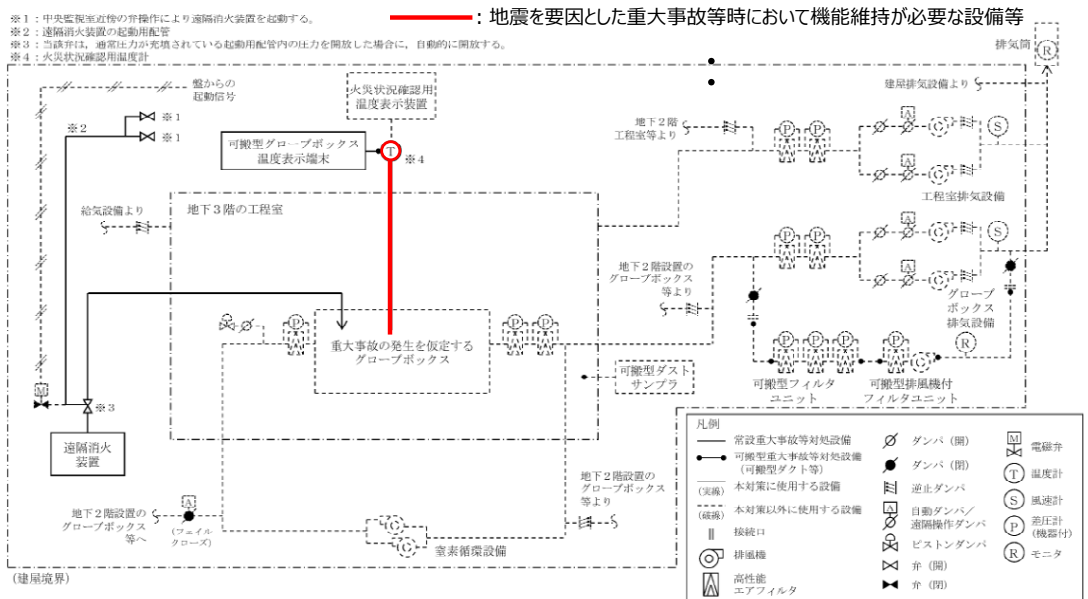 ※1：中央監視室近傍の弁操作により遠隔消火装置を起動する。
※2：遠隔消火装置の起動用配管
※3：当該弁は，通常圧力が充填されている起動用配管内の圧力を開放した場合に，自動的に開放する。
※4：火災状況確認用温度計
：地震を要因とした重大事故等時において機能維持が必要な設備等
排気筒
R
盤からの
起動信号
※2
※1
※1
火災状況確認用
温度表示装置
可搬型グローブボックス
温度表示端末
T
※4
建屋排気設備より
地下2階
工程室等より
P
P
A
C
S
A
C
工程室排気設備
給気設備より
地下3階の工程室
地下2階設置の
グローブボックス
等より
P
P
A
C
S
A
C
グローブ
ボックス
排気設備
P
重大事故の発生を仮定する
グローブボックス
P
P
可搬型ダスト
サンプラ
P
P
P
P
C
R
可搬型フィルタ
ユニット
可搬型排風機付
フィルタユニット
M
※3
遠隔消火
装置
地下2階設置の
グローブボックス
等へ
A
(フェイル
クローズ)
C
C
窒素循環設備
地下2階設置の
グローブボックス
等より
(建屋境界)
凡例
常設重大事故等対処設備
可搬型重大事故等対処設備
(可搬型ダクト等)
(実線)
本対策に使用する設備
(破線)
本対策以外に使用する設備
接続口
排風機
高性能
エアフィルタ
ダンパ（開）
ダンパ（閉）
逆止ダンパ
A
自動ダンパ／
遠隔操作ダンパ
ピストンダンパ
弁（開）
弁（閉）
M
電磁弁
T
温度計
S
風速計
P
差圧計
(機器付)
R
モニタ